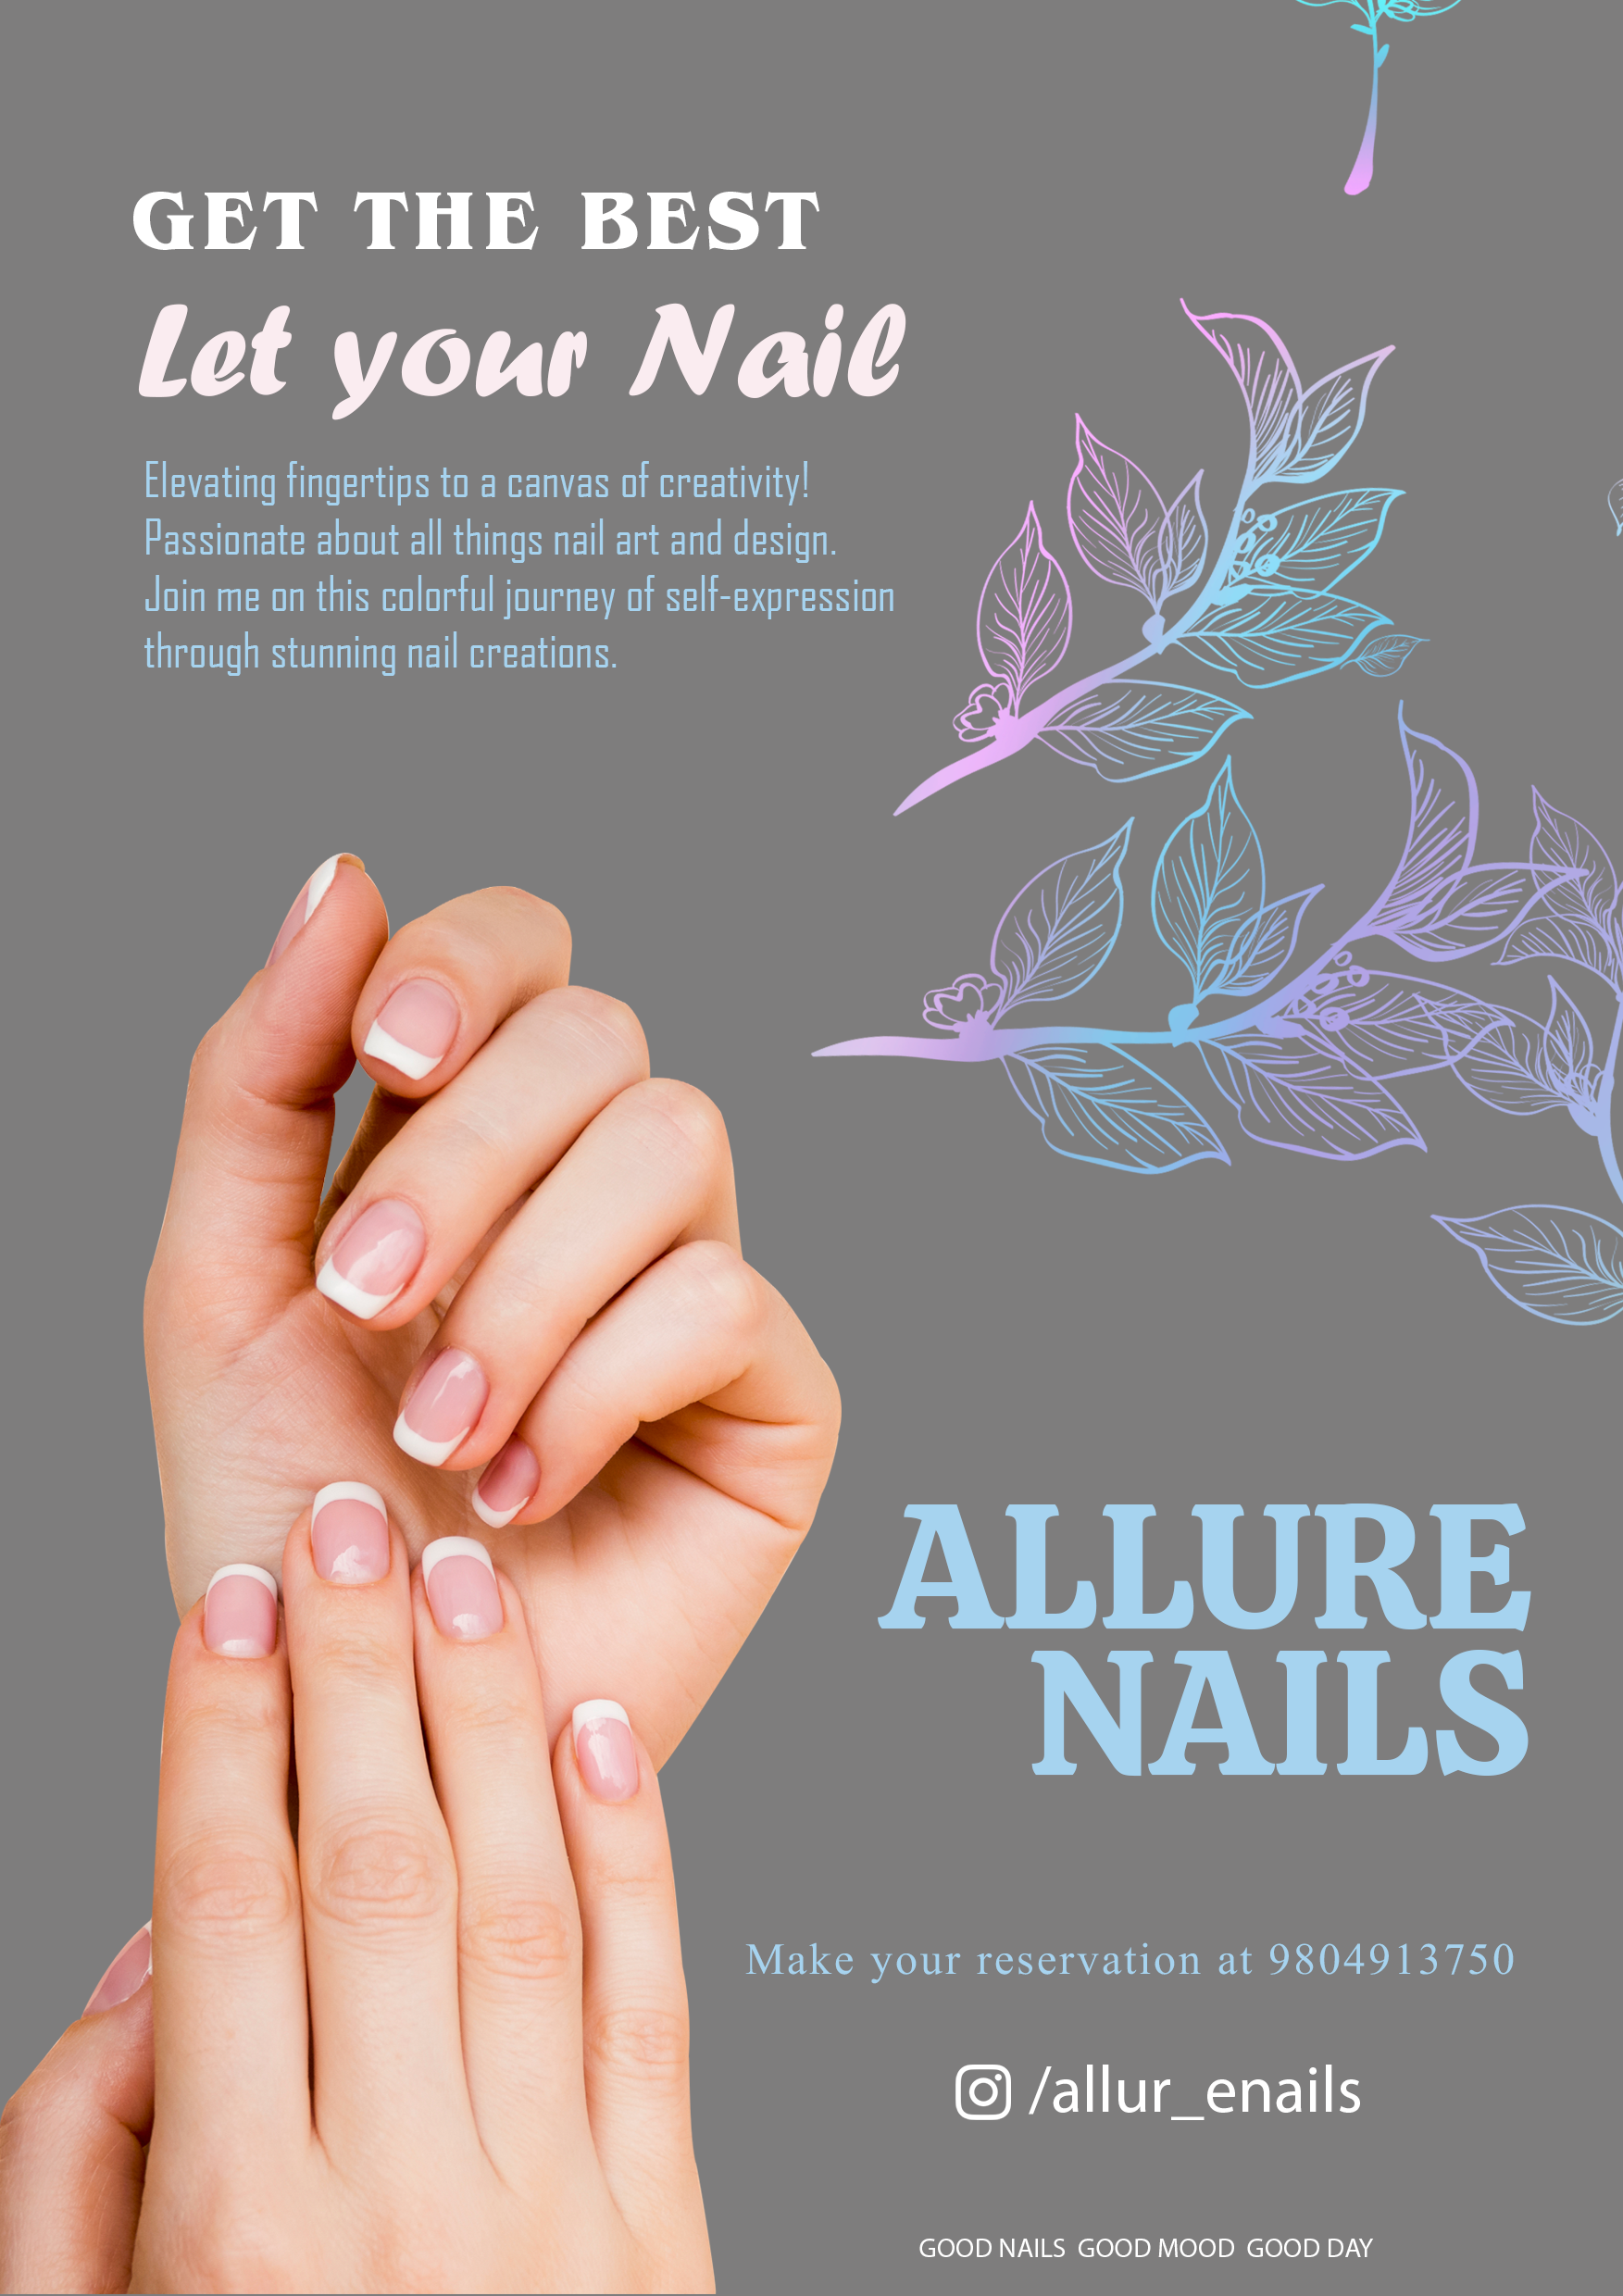 GET THE BEST
Let your Nail
Elevating fingertips to a canvas of creativity!
Passionate about all things nail art and design.
Join me on this colorful journey of self-expression
through stunning nail creations.
ALLURE
NAILS
Make your reservation at 9804913750
/allur_enails
GOOD NAILS GOOD MOOD GOOD DAY